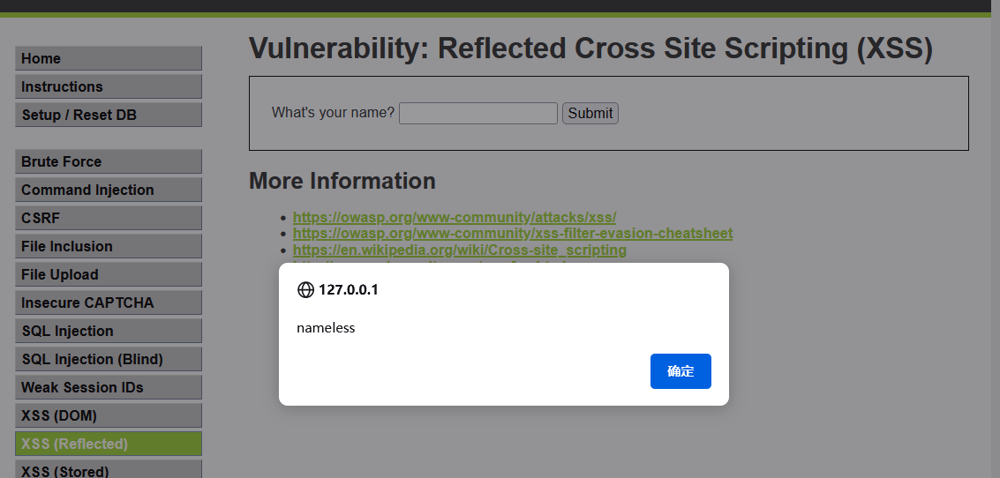 Vulnerability: Reflected Cross Site Scripting (XSS)
Home
Instructions
Setup / Reset DB
Brute Force
Command Injection
CSRF
File Inclusion
File Upload
Insecure CAPTCHA
SQL Injection
SQL Injection (Blind)
Weak Session IDs
XSS (DOM)
XSS (Reflected)
XSS (Stored)
What's your name? Submit
More Information
https://owasp.org/www-community/attacks/xss/
https://owasp.org/www-community/xss-filter-evasion-cheatsheet
https://en.wikipedia.org/wiki/Cross-site_scripting
127.0.0.1
nameless
确定